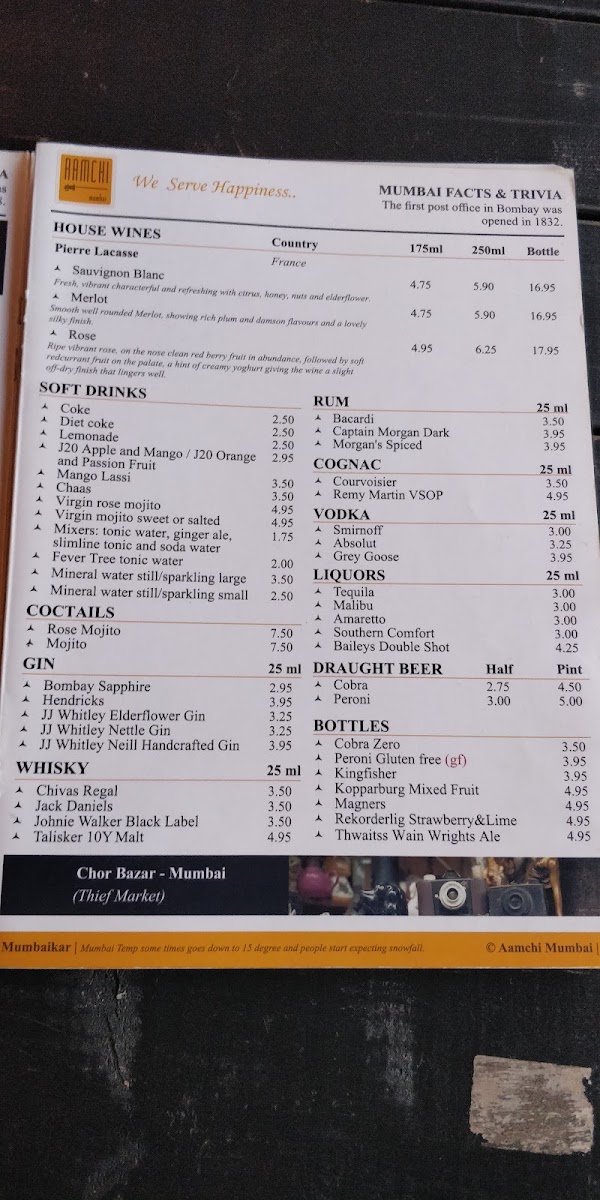 AAMCHI
mumbai
We Serve Happiness..
MUMBAI FACTS & TRIVIA
The first post office in Bombay was
opened in 1832.
HOUSE WINES Country 175ml 250ml Bottle
Pierre Lacasse France
Sauvignon Blanc 4.75 5.90 16.95
Fresh, vibrant characterful and refreshing with citrus, honey, nuts and elderflower.
Merlot 4.75 5.90 16.95
Smooth well rounded Merlot, showing rich plum and damson flavours and a lovely
silky finish.
Rose 4.95 6.25 17.95
Ripe vibrant rose, on the nose clean red berry fruit in abundance, followed by soft
redcurrant fruit on the palate, a hint of creamy yoghurt giving the wine a slight
off-dry finish that lingers well.
SOFT DRINKS
Coke 2.50
Diet coke 2.50
Lemonade 2.50
J20 Apple and Mango / J20 Orange 2.95
and Passion Fruit
Mango Lassi 3.50
Chaas 3.50
Virgin rose mojito 4.95
Virgin mojito sweet or salted 4.95
Mixers: tonic water, ginger ale, 1.75
slimline tonic and soda water
Fever Tree tonic water 2.00
Mineral water still/sparkling large 3.50
Mineral water still/sparkling small 2.50
COCTAILS
Rose Mojito 7.50
Mojito 7.50
GIN 25 ml
Bombay Sapphire 2.95
Hendricks 3.95
JJ Whitley Elderflower Gin 3.25
JJ Whitley Nettle Gin 3.25
JJ Whitley Neill Handcrafted Gin 3.95
WHISKY 25 ml
Chivas Regal 3.50
Jack Daniels 3.50
Johnie Walker Black Label 3.50
Talisker 10Y Malt 4.95
RUM 25 ml
Bacardi 3.50
Captain Morgan Dark 3.95
Morgan's Spiced 3.95
COGNAC 25 ml
Courvoisier 3.50
Remy Martin VSOP 4.95
VODKA 25 ml
Smirnoff 3.00
Absolut 3.25
Grey Goose 3.95
LIQUORS 25 ml
Tequila 3.00
Malibu 3.00
Amaretto 3.00
Southern Comfort 3.00
Baileys Double Shot 4.25
DRAUGHT BEER Half Pint
Cobra 2.75 4.50
Peroni 3.00 5.00
BOTTLES
Cobra Zero 3.50
Peroni Gluten free (gf) 3.95
Kingfisher 3.95
Kopparburg Mixed Fruit 4.95
Magners 4.95
Rekorderlig Strawberry&Lime 4.95
Thwaitss Wain Wrights Ale 4.95
Chor Bazar - Mumbai
(Thief Market)
Mumbaikar | Mumbai Temp some times goes down to 15 degree and people start expecting snowfall.
© Aamchi Mumbai |